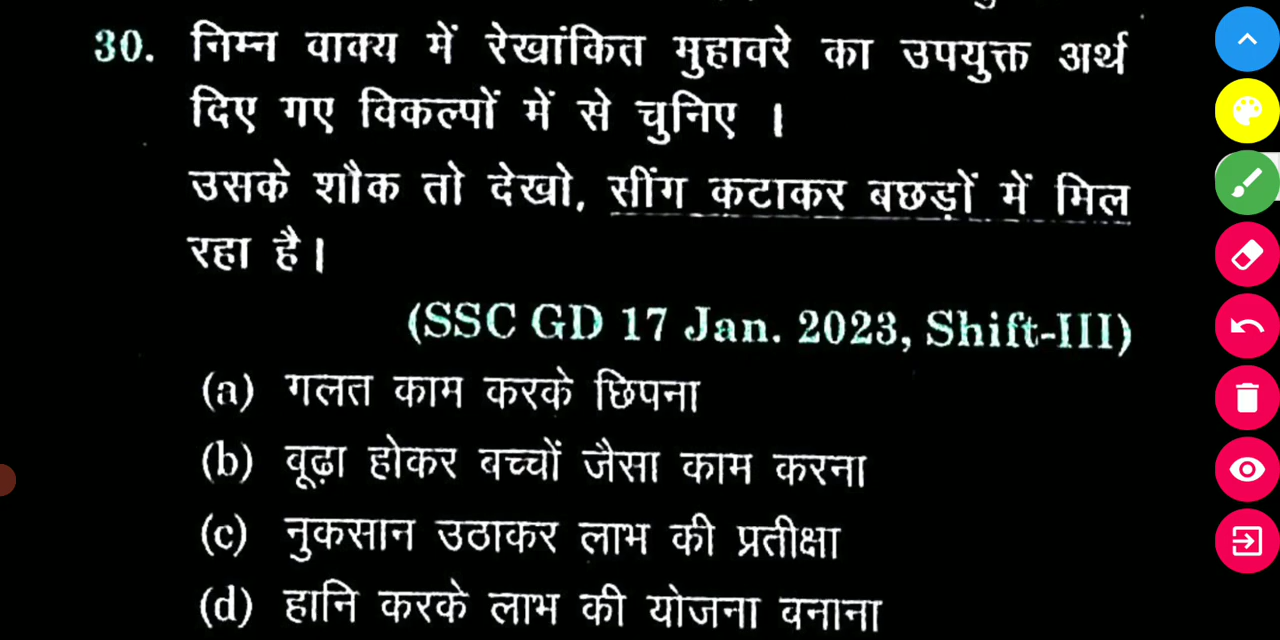 30. निम्न वाक्य में रेखांकित मुहावरे का उपयुक्त अर्थ
दिए गए विकल्पों में से चुनिए ।
उसके शौक तो देखो, सींग कटाकर बछड़ों में मिल
रहा है।
(SSC GD 17 Jan. 2023, Shift-III)
(a) गलत काम करके छिपना
(b) बूढ़ा होकर बच्चों जैसा काम करना
(c) नुकसान उठाकर लाभ की प्रतीक्षा
(d) हानि करके लाभ की योजना बनाना